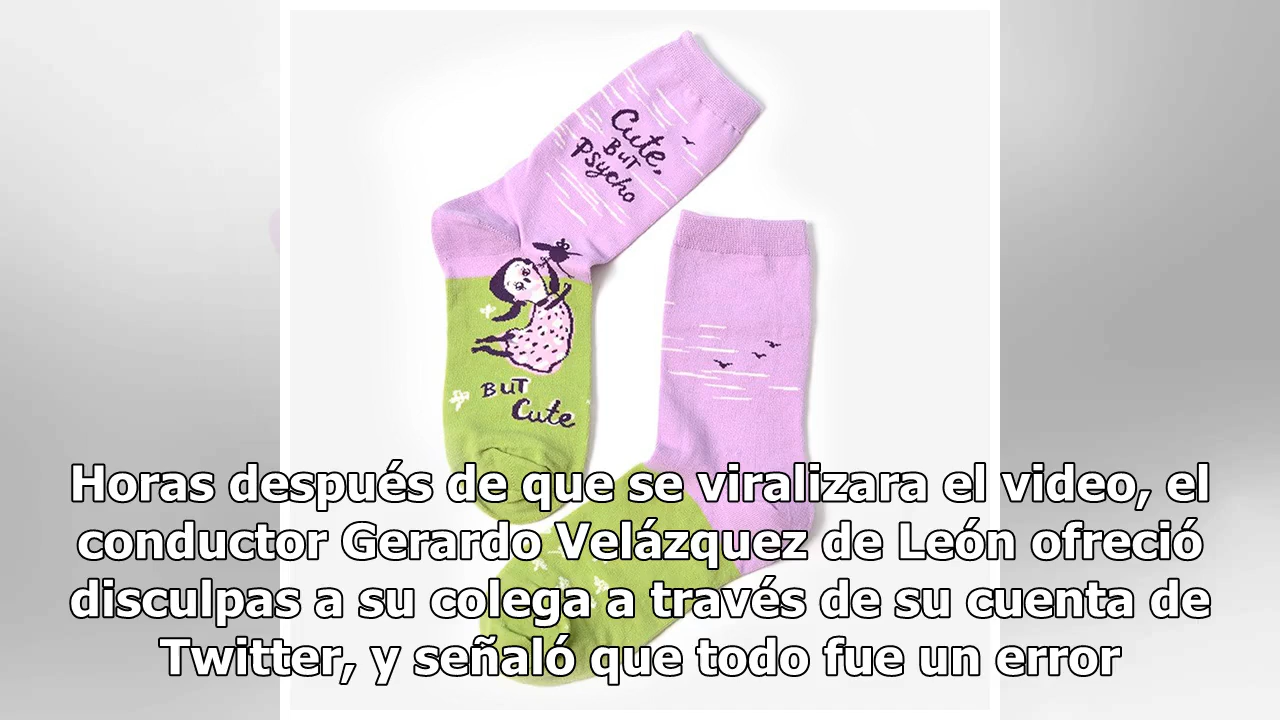 Cute,
BUT
Psycho
BUT
Cute
Horas después de que se viralizara el video, el
conductor Gerardo Velázquez de León ofreció
disculpas a su colega a través de su cuenta de
Twitter, y señaló que todo fue un error